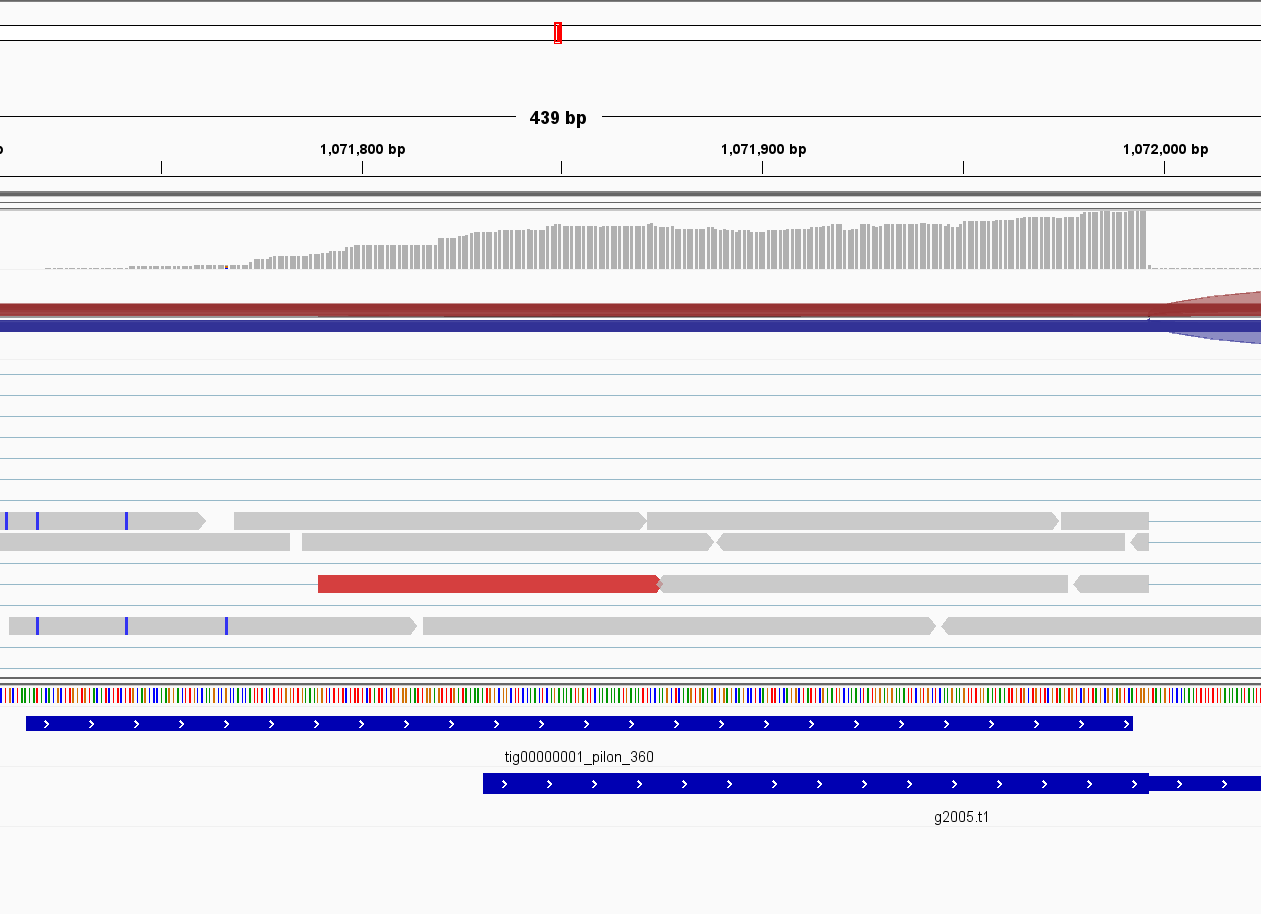 439 bp
1,071,800 bp
1,071,900 bp
1,072,000 bp
tig00000001_pilon_360
g2005.t1